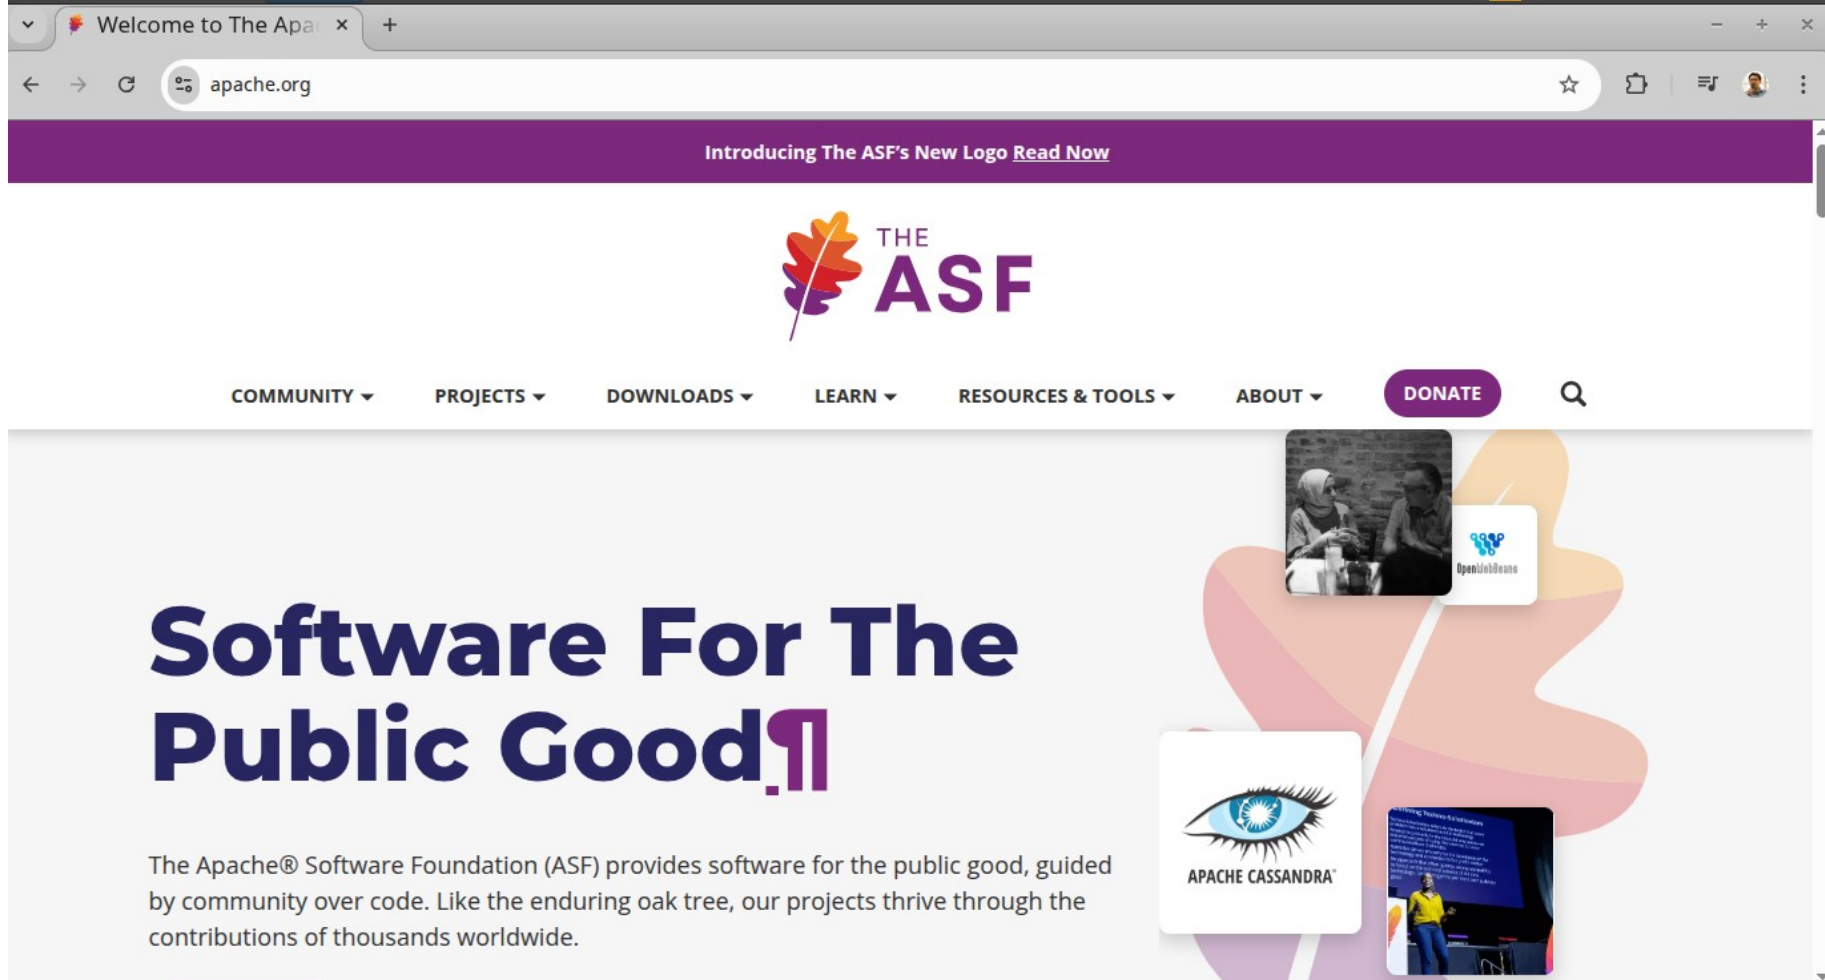 Welcome to The Apa
apache.org
Introducing The ASF's New Logo Read Now
THE
ASF
COMMUNITY
PROJECTS
DOWNLOADS
LEARN
RESOURCES & TOOLS
ABOUT
DONATE
OpenWebBeans
Software For The
Public Good¶
APACHE CASSANDRA
The Apache® Software Foundation (ASF) provides software for the public good, guided
by community over code. Like the enduring oak tree, our projects thrive through the
contributions of thousands worldwide.